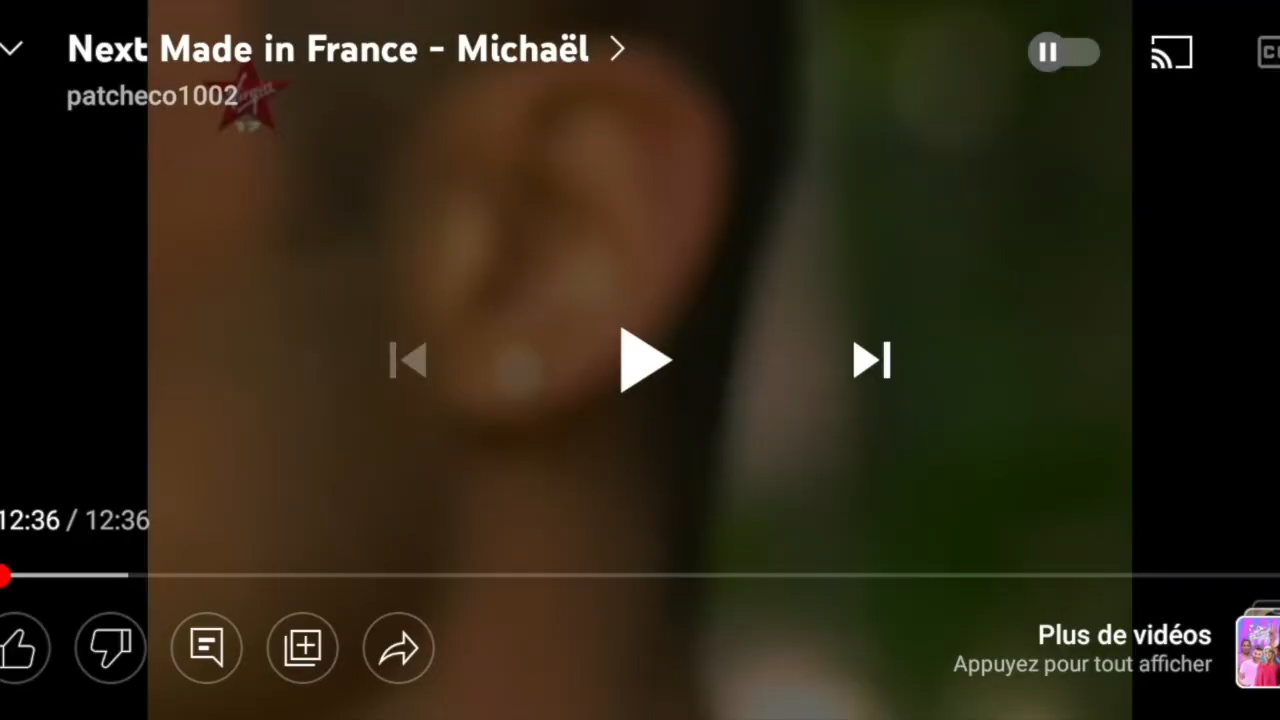 Next Made in France - Michaël
patcheco1002
12:36 / 12:36
Plus de vidéos
Appuyez pour tout afficher